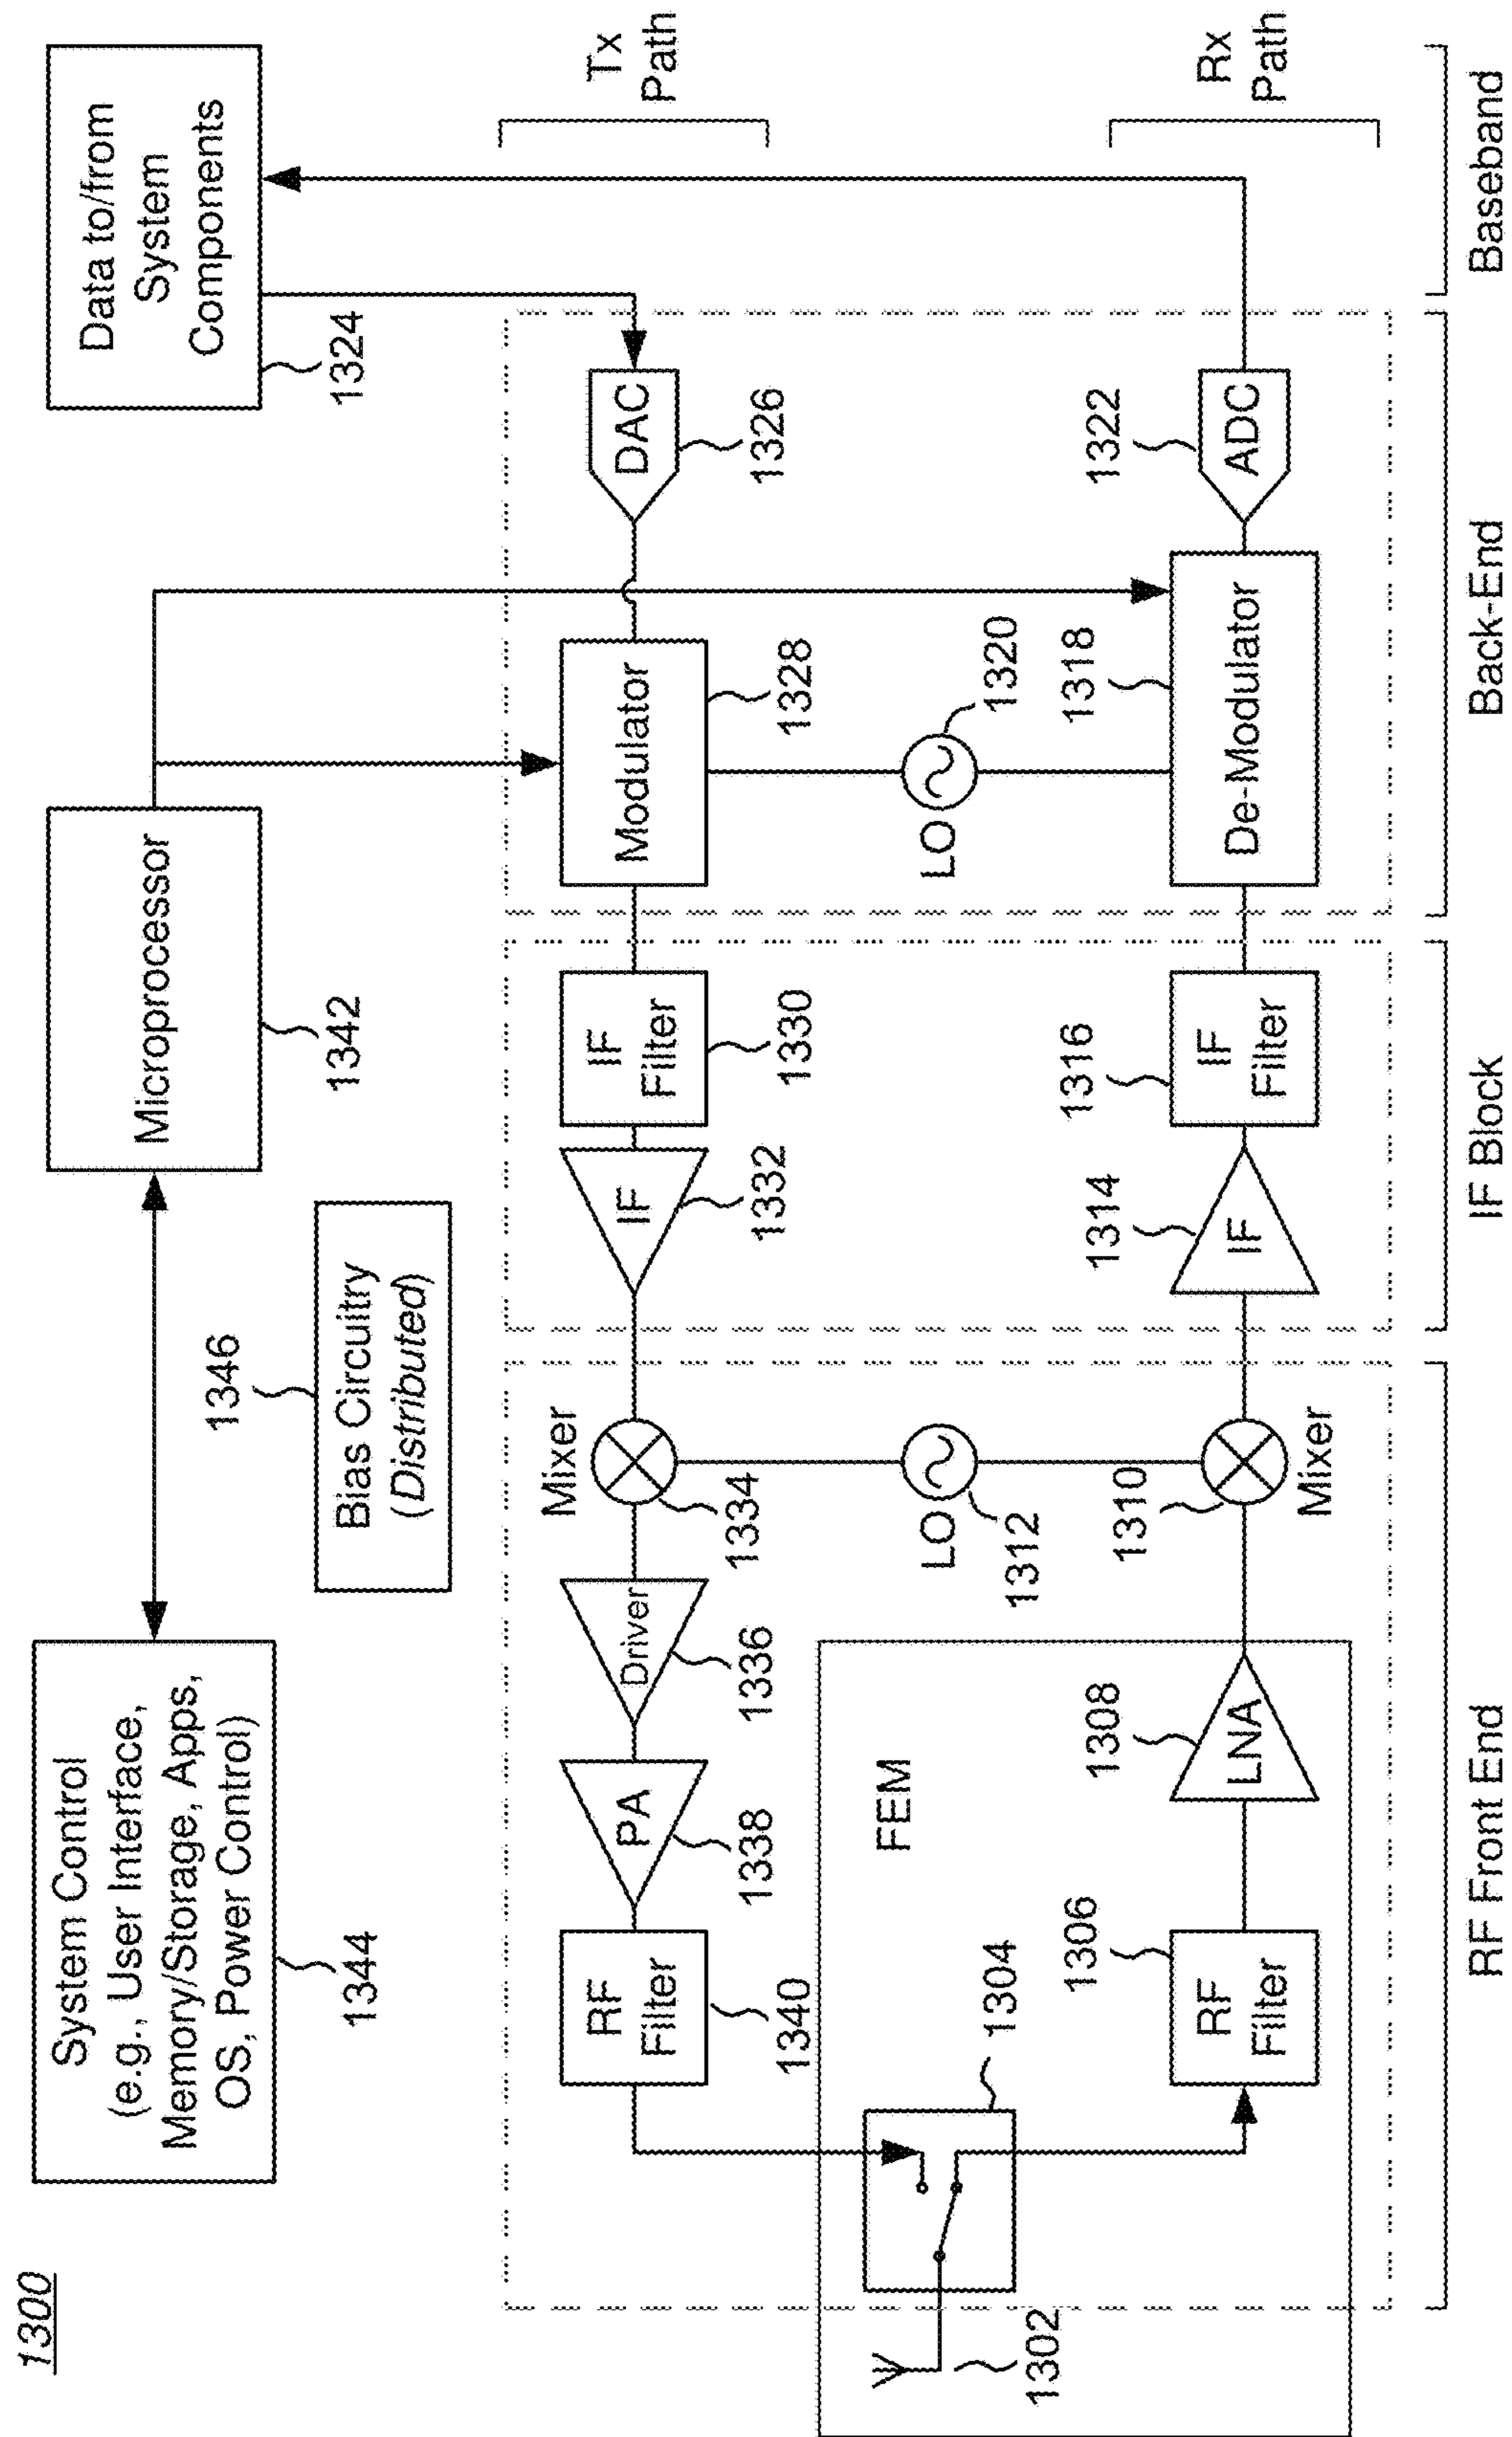 1300
System Control
(e.g., User Interface,
Memory/Storage, Apps,
OS, Power Control)
1344
Microprocessor
1342
Data to/from
System
Components
1324
1346
Bias Circuitry
(Distributed)
RF
Filter
1340
PA
1338
Driver
1336
Mixer
1334
IF
1332
IF
Filter
1330
Modulator
1328
DAC
1326
Tx
Path
LO
1312
LO
1320
FEM
1302
1304
RF
Filter
1306
LNA
1308
Mixer
1310
IF
1314
IF
Filter
1316
De-Modulator
1318
ADC
1322
Rx
Path
RF Front End
IF Block
Back-End
Baseband